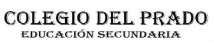 COLEGIO DEL PRADO
EDUCACIÓN SECUNDARIA